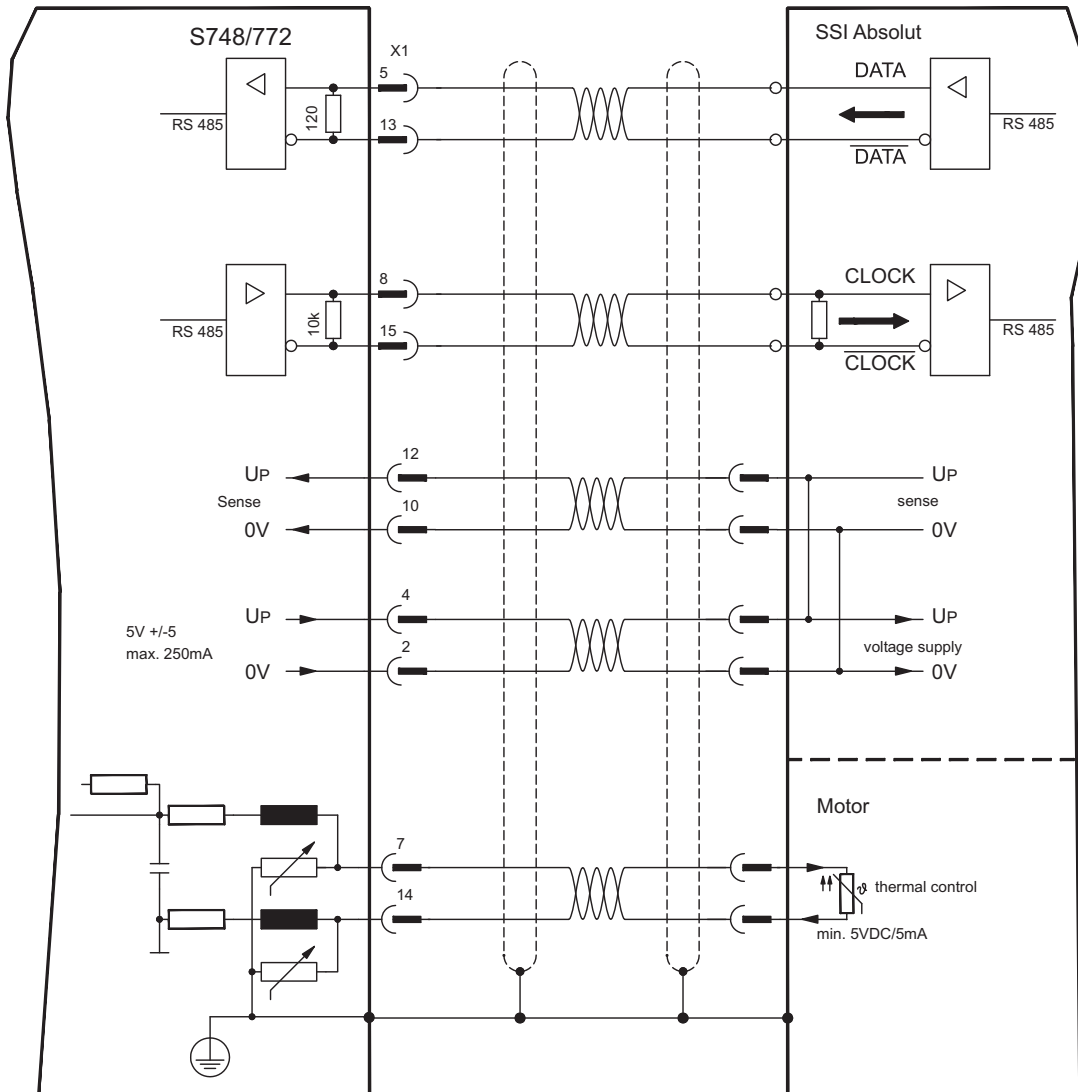 S748/772
X1
SSI Absolut
5
DATA
RS 485
120
13
RS 485
DATA
8
CLOCK
RS 485
10k
15
RS 485
CLOCK
12
UP
UP
Sense
sense
10
0V
0V
4
UP
UP
5V +/-5
max. 250mA
voltage supply
2
0V
0V
Motor
7
ϑ thermal control
14
min. 5VDC/5mA